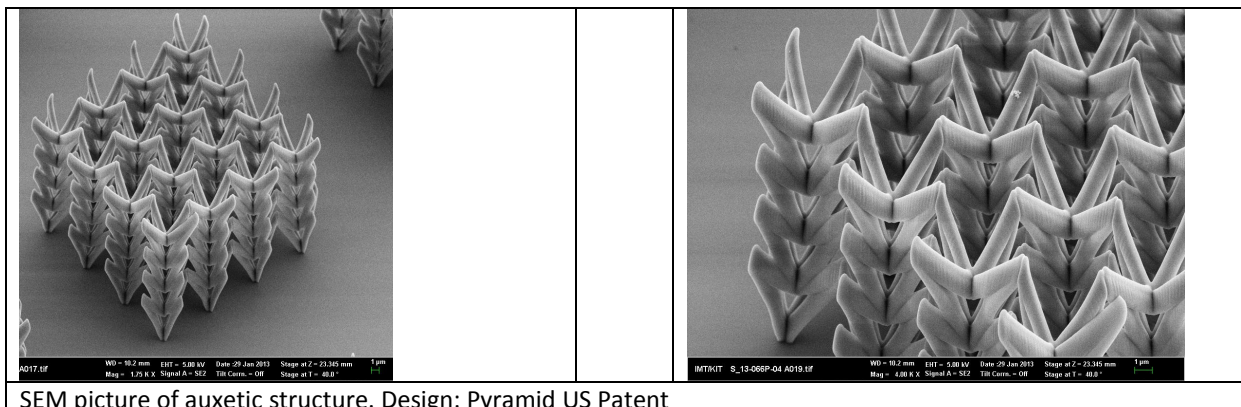 A017.tif
WD = 10.2 mm EHT = 5.00 kV Date :29 Jan 2013 Stage at Z = 23.345 mm 1 µm
Mag = 1.75 K X Signal A = SE2 Tilt Corrn. = Off Stage at T = 40.0 °
IMT/KIT S_13-066P-04 A019.tif
WD = 10.2 mm EHT = 5.00 kV Date :29 Jan 2013 Stage at Z = 23.345 mm 1 µm
Mag = 4.00 K X Signal A = SE2 Tilt Corrn. = Off Stage at T = 40.0 °
SEM picture of auxetic structure. Design: Pyramid US Patent